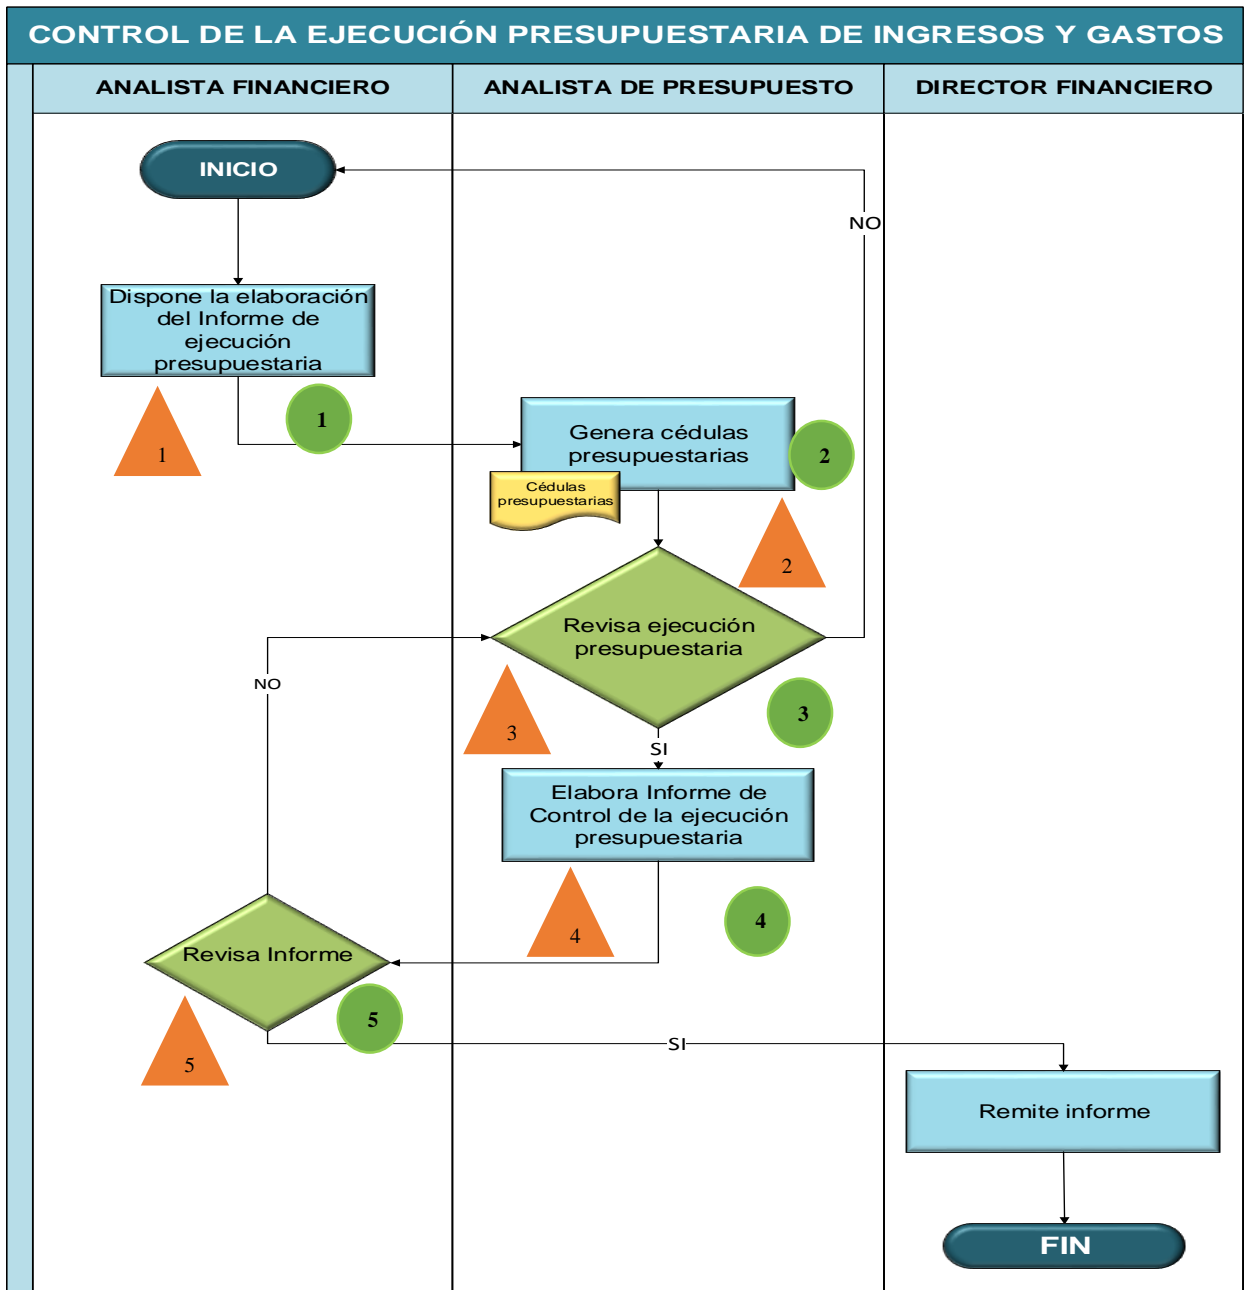 CONTROL DE LA EJECUCIÓN PRESUPUESTARIA DE INGRESOS Y GASTOS
ANALISTA FINANCIERO
ANALISTA DE PRESUPUESTO
DIRECTOR FINANCIERO
INICIO
NO
Dispone la elaboración
del Informe de
ejecución
presupuestaria
1
1
Genera cédulas
presupuestarias
2
Cédulas
presupuestarias
2
Revisa ejecución
presupuestaria
NO
3
3
SI
Elabora Informe de
Control de la ejecución
presupuestaria
4
4
Revisa Informe
5
5
SI
Remite informe
FIN